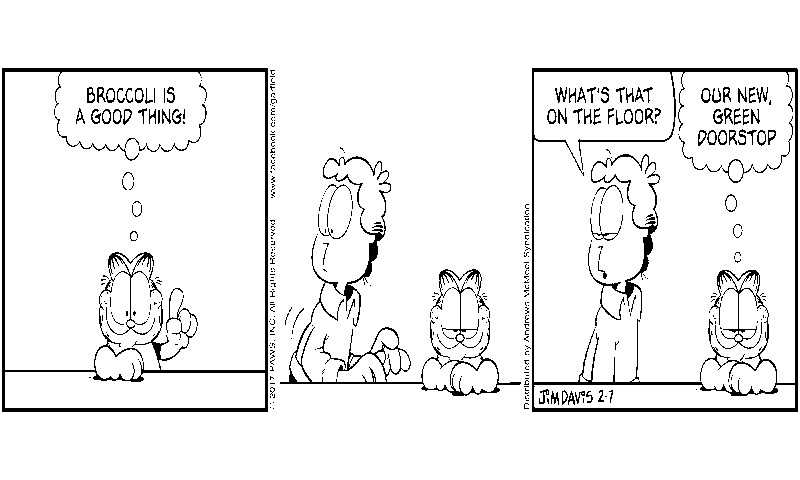 BROCCOLI IS
A GOOD THING!
© 2017 PAWS, INC. All Rights Reserved www.facebook.com/garfield
Distributed by Andrews McMeel Syndication
WHAT'S THAT
ON THE FLOOR?
OUR NEW,
GREEN
DOORSTOP
JIM DAVIS 2-7